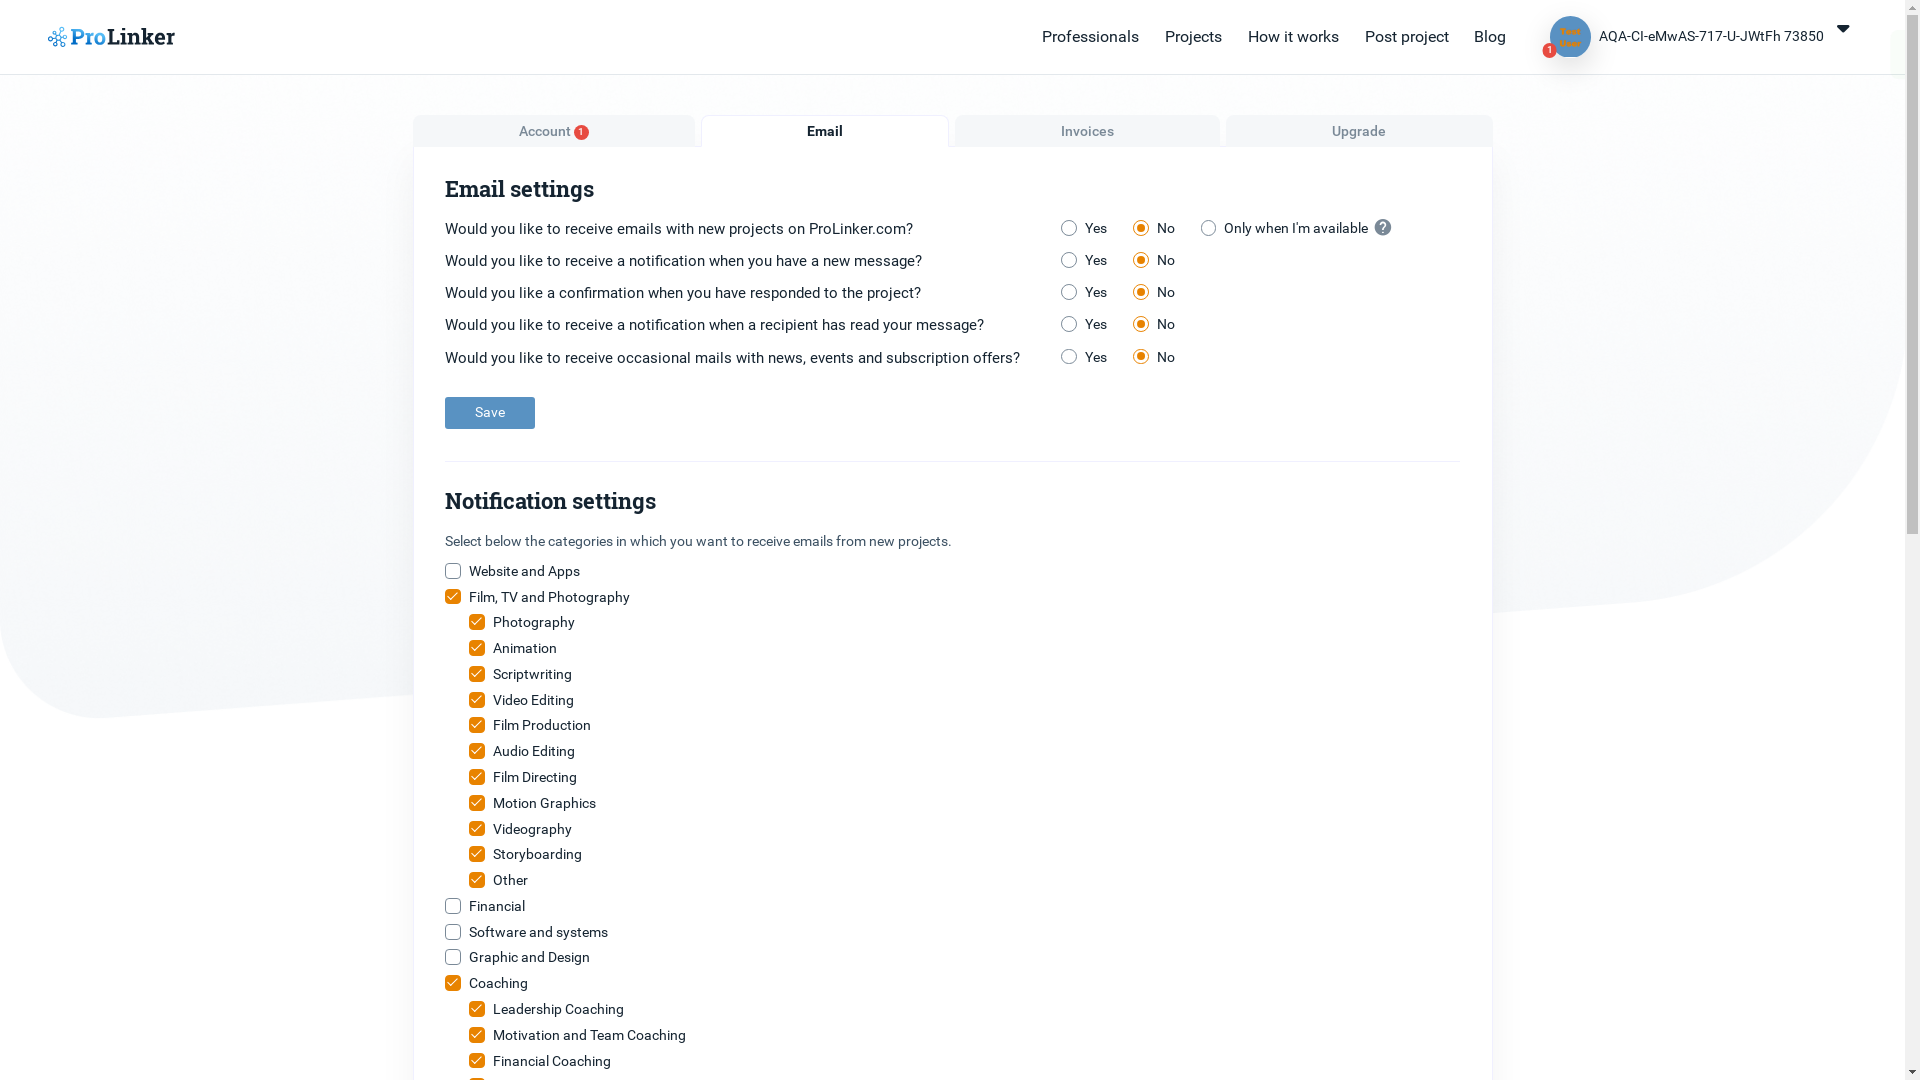 ProLinker
Professionals Projects How it works Post project Blog
Test User
1
AQA-CI-eMwAS-717-U-JWtFh 73850
Account 1 Email Invoices Upgrade
Email settings
Would you like to receive emails with new projects on ProLinker.com? Yes No Only when I'm available ?
Would you like to receive a notification when you have a new message? Yes No
Would you like a confirmation when you have responded to the project? Yes No
Would you like to receive a notification when a recipient has read your message? Yes No
Would you like to receive occasional mails with news, events and subscription offers? Yes No
Save
Notification settings
Select below the categories in which you want to receive emails from new projects.
Website and Apps
Film, TV and Photography
Photography
Animation
Scriptwriting
Video Editing
Film Production
Audio Editing
Film Directing
Motion Graphics
Videography
Storyboarding
Other
Financial
Software and systems
Graphic and Design
Coaching
Leadership Coaching
Motivation and Team Coaching
Financial Coaching